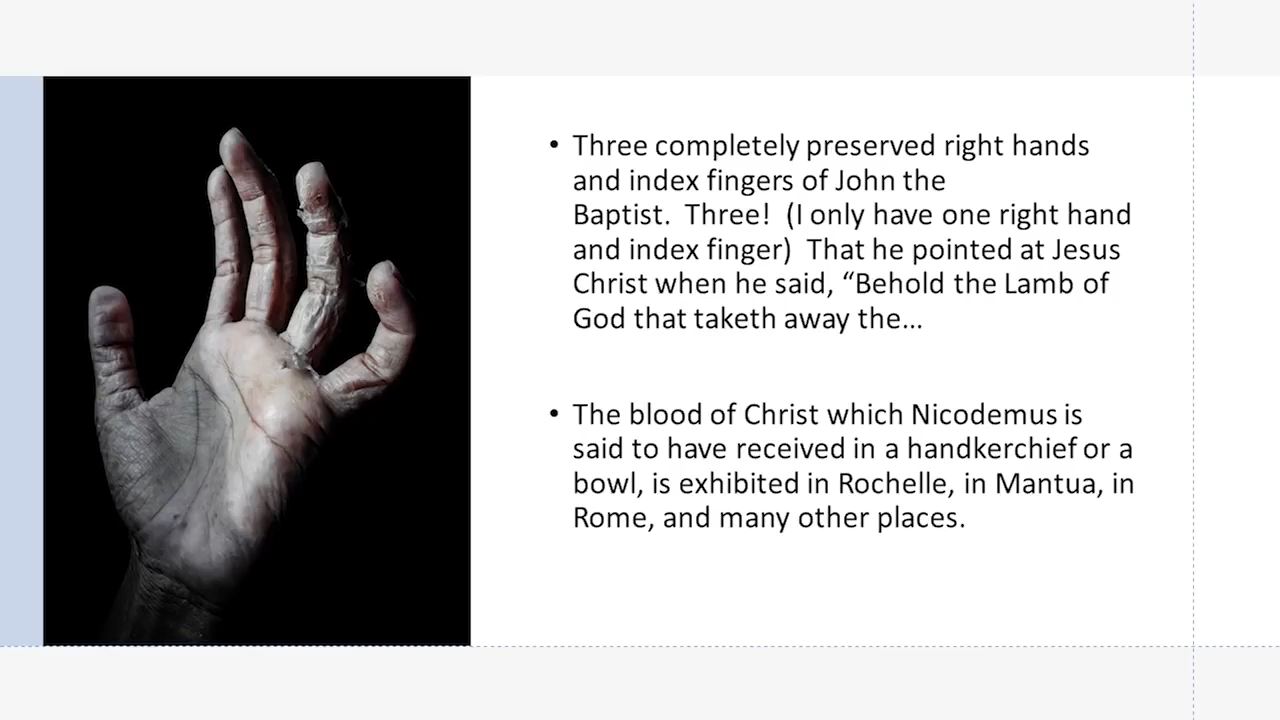 • Three completely preserved right hands
and index fingers of John the
Baptist.  Three!  (I only have one right hand
and index finger)  That he pointed at Jesus
Christ when he said, “Behold the Lamb of
God that taketh away the...
• The blood of Christ which Nicodemus is
said to have received in a handkerchief or a
bowl, is exhibited in Rochelle, in Mantua, in
Rome, and many other places.